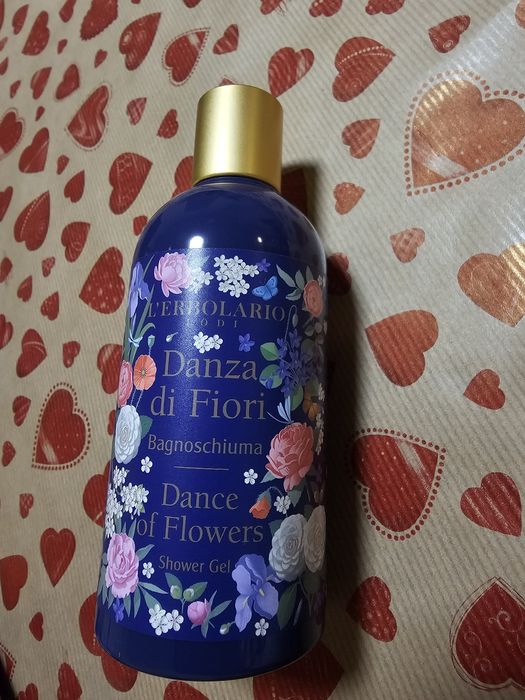 L'ERBOLARIO
LODI
Danza
di Fiori
Bagnoschiuma
Dance
of Flowers
Shower Gel